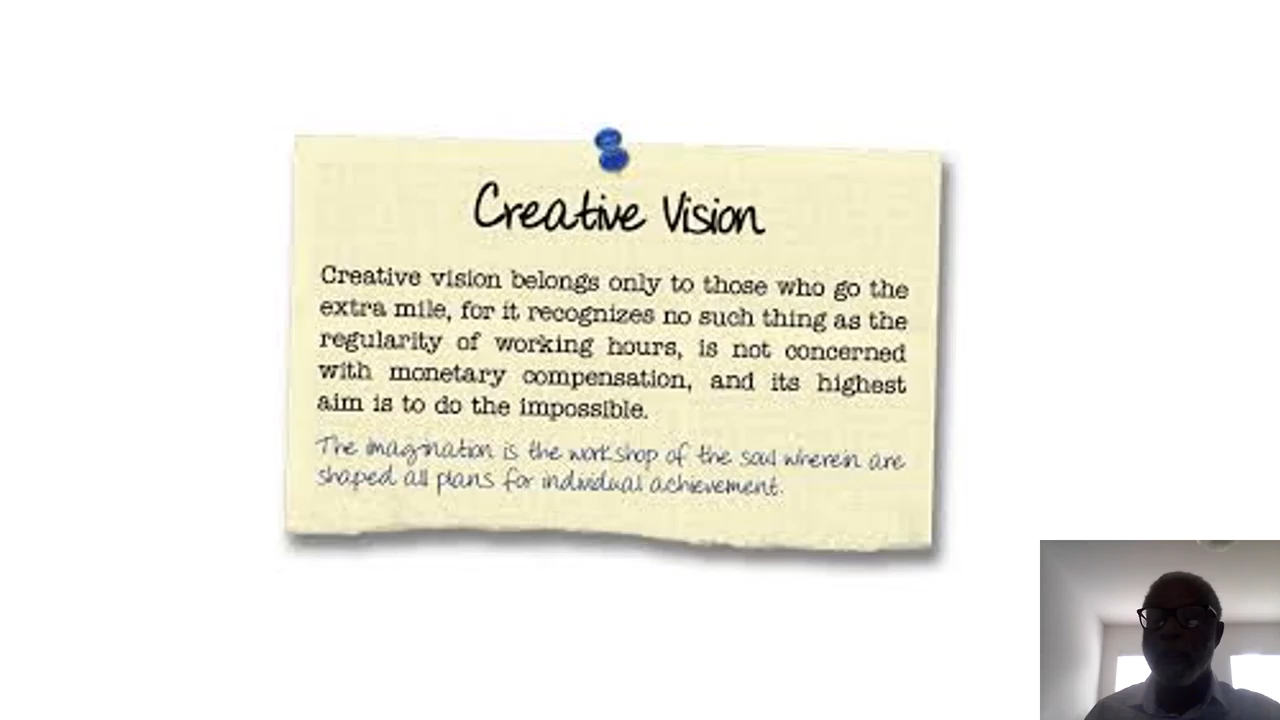 Creative Vision
Creative vision belongs only to those who go the
extra mile, for it recognizes no such thing as the
regularity of working hours, is not concerned
with monetary compensation, and its highest
aim is to do the impossible.
The imagination is the workshop of the soul wherein are
shaped all plans for individual achievement.